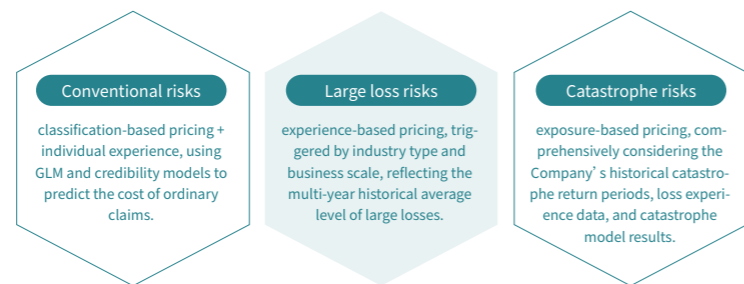 Conventional risks
classification-based pricing +
individual experience, using
GLM and credibility models to
predict the cost of ordinary
claims.
Large loss risks
experience-based pricing, trig-
gered by industry type and
business scale, reflecting the
multi-year historical average
level of large losses.
Catastrophe risks
exposure-based pricing, com-
prehensively considering the
Company’s historical catastro-
phe return periods, loss experi-
ence data, and catastrophe
model results.